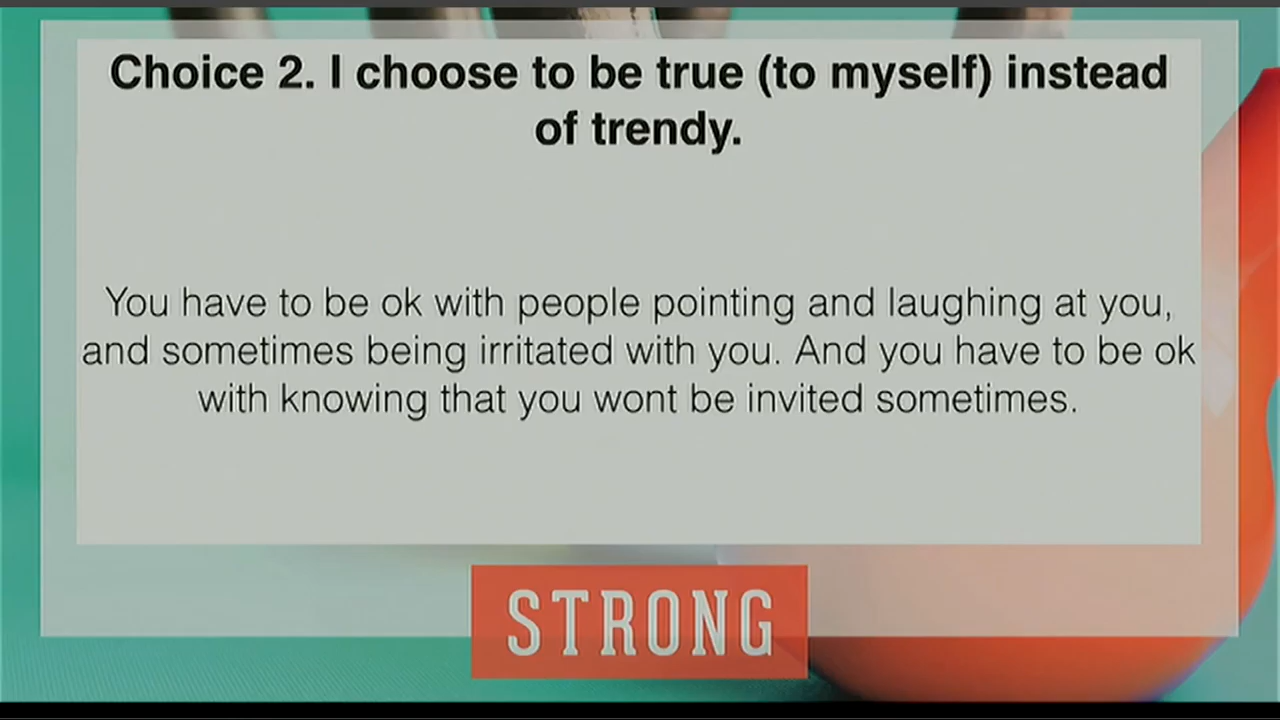 Choice 2. I choose to be true (to myself) instead
of trendy.
You have to be ok with people pointing and laughing at you,
and sometimes being irritated with you. And you have to be ok
with knowing that you wont be invited sometimes.
STRONG